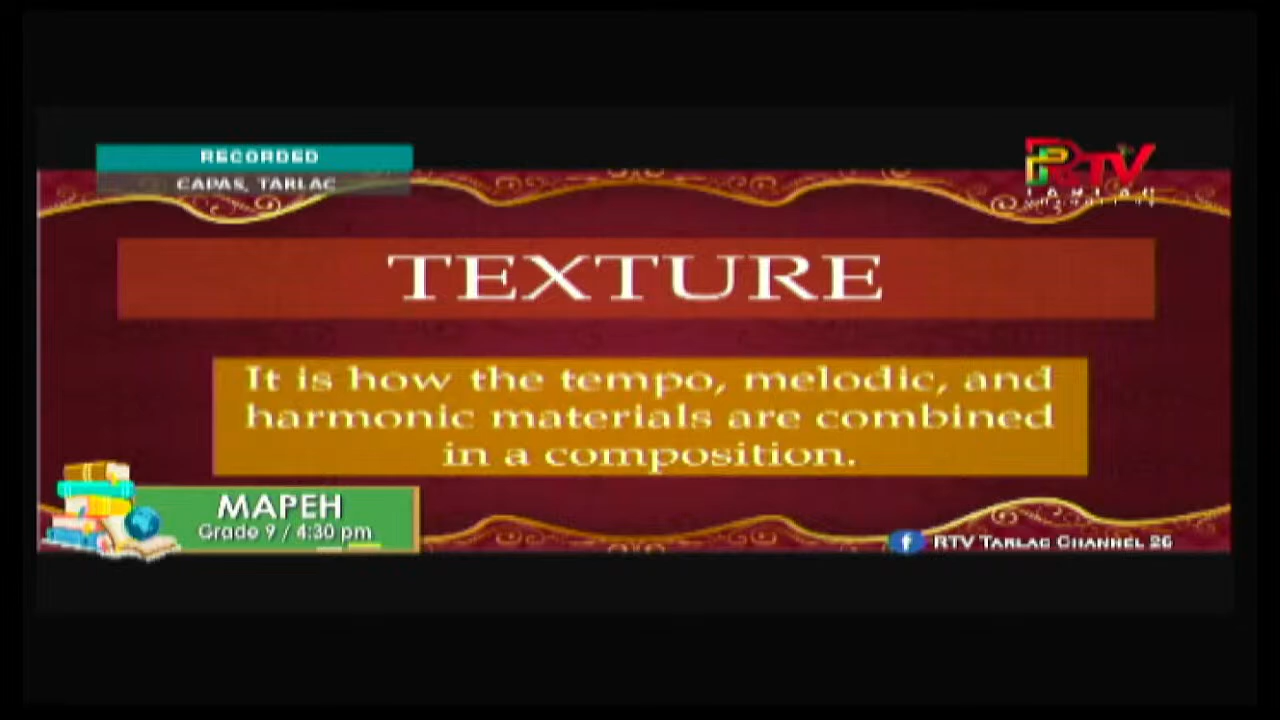 RECORDED
CAPAS, TARLAC
RTV
TARLAC
TEXTURE
It is how the tempo, melodic, and
harmonic materials are combined
in a composition.
MAPEH
Grade 9 / 4:30 pm
RTV TARLAC CHANNEL 26